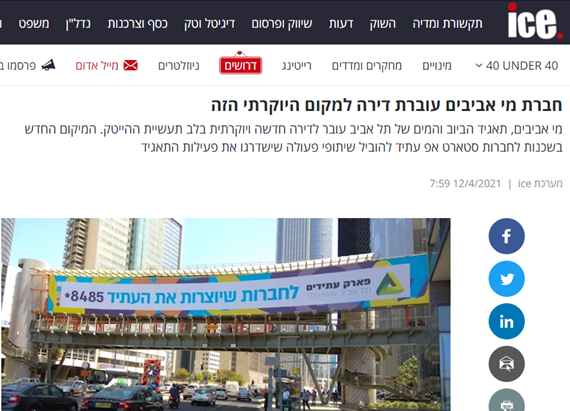 ice.
תקשורת ומדיה השוק דעות שיווק ופרסום דיגיטל וטק כסף וצרכנות נדל"ן משפט
40 UNDER 40 מינויים מחקרים ומדדים רייטינג דרושים ניוזלטרים מייל אדום פרסמו ב
חברת מי אביבים עוברת דירה למקום היוקרתי הזה
מי אביבים, תאגיד הביוב והמים של תל אביב עובר לדירה חדשה ויוקרתית בלב תעשיית ההייטק. המיקום החדש
בשכנות לחברות סטארט אפ עתיד להוביל שיתופי פעולה שישדרגו את פעילות התאגיד
מערכת ice | 12/4/2021 7:59
פארק עתידים
לחברות שיוצרות את העתיד 8485*